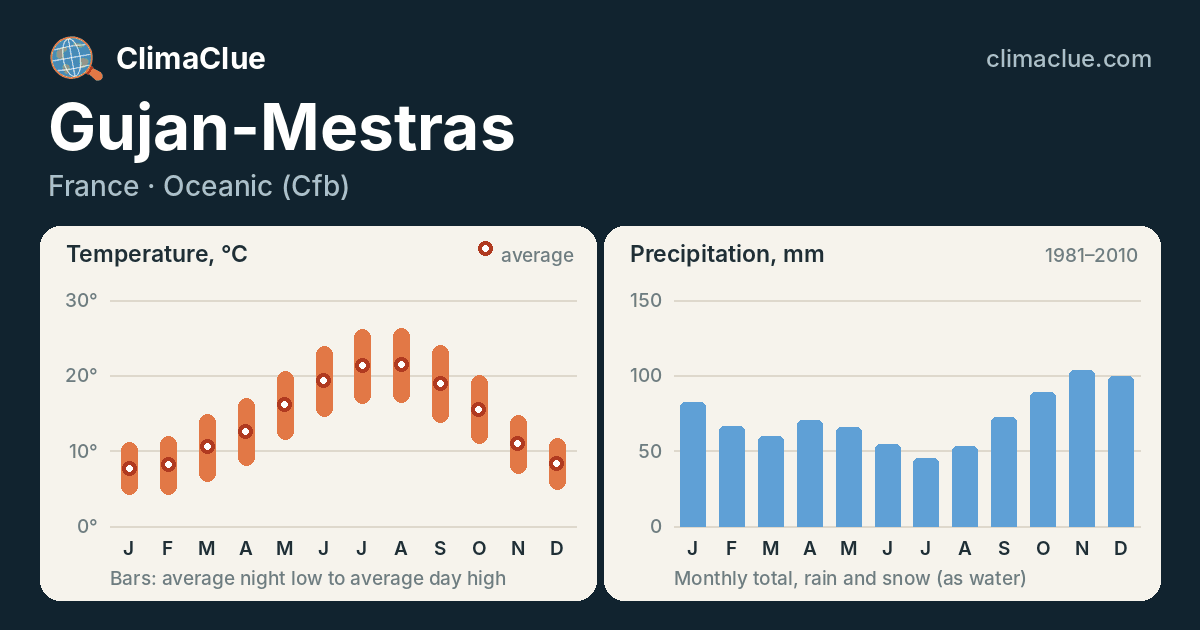 ClimaClue
climaclue.com
Gujan-Mestras
France · Oceanic (Cfb)
Temperature, °C
average
30°
20°
10°
0°
J F M A M J J A S O N D
Bars: average night low to average day high
Precipitation, mm
1981–2010
150
100
50
0
J F M A M J J A S O N D
Monthly total, rain and snow (as water)